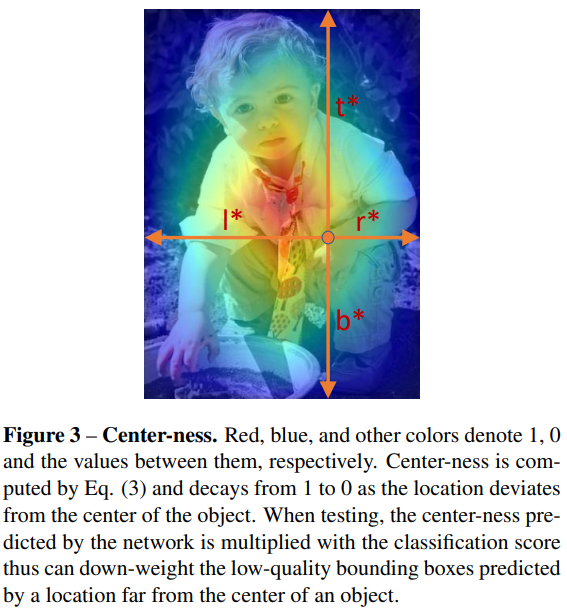 t*
l*
r*
b*
Figure 3 – Center-ness. Red, blue, and other colors denote 1, 0
and the values between them, respectively. Center-ness is com-
puted by Eq. (3) and decays from 1 to 0 as the location deviates
from the center of the object. When testing, the center-ness pre-
dicted by the network is multiplied with the classification score
thus can down-weight the low-quality bounding boxes predicted
by a location far from the center of an object.